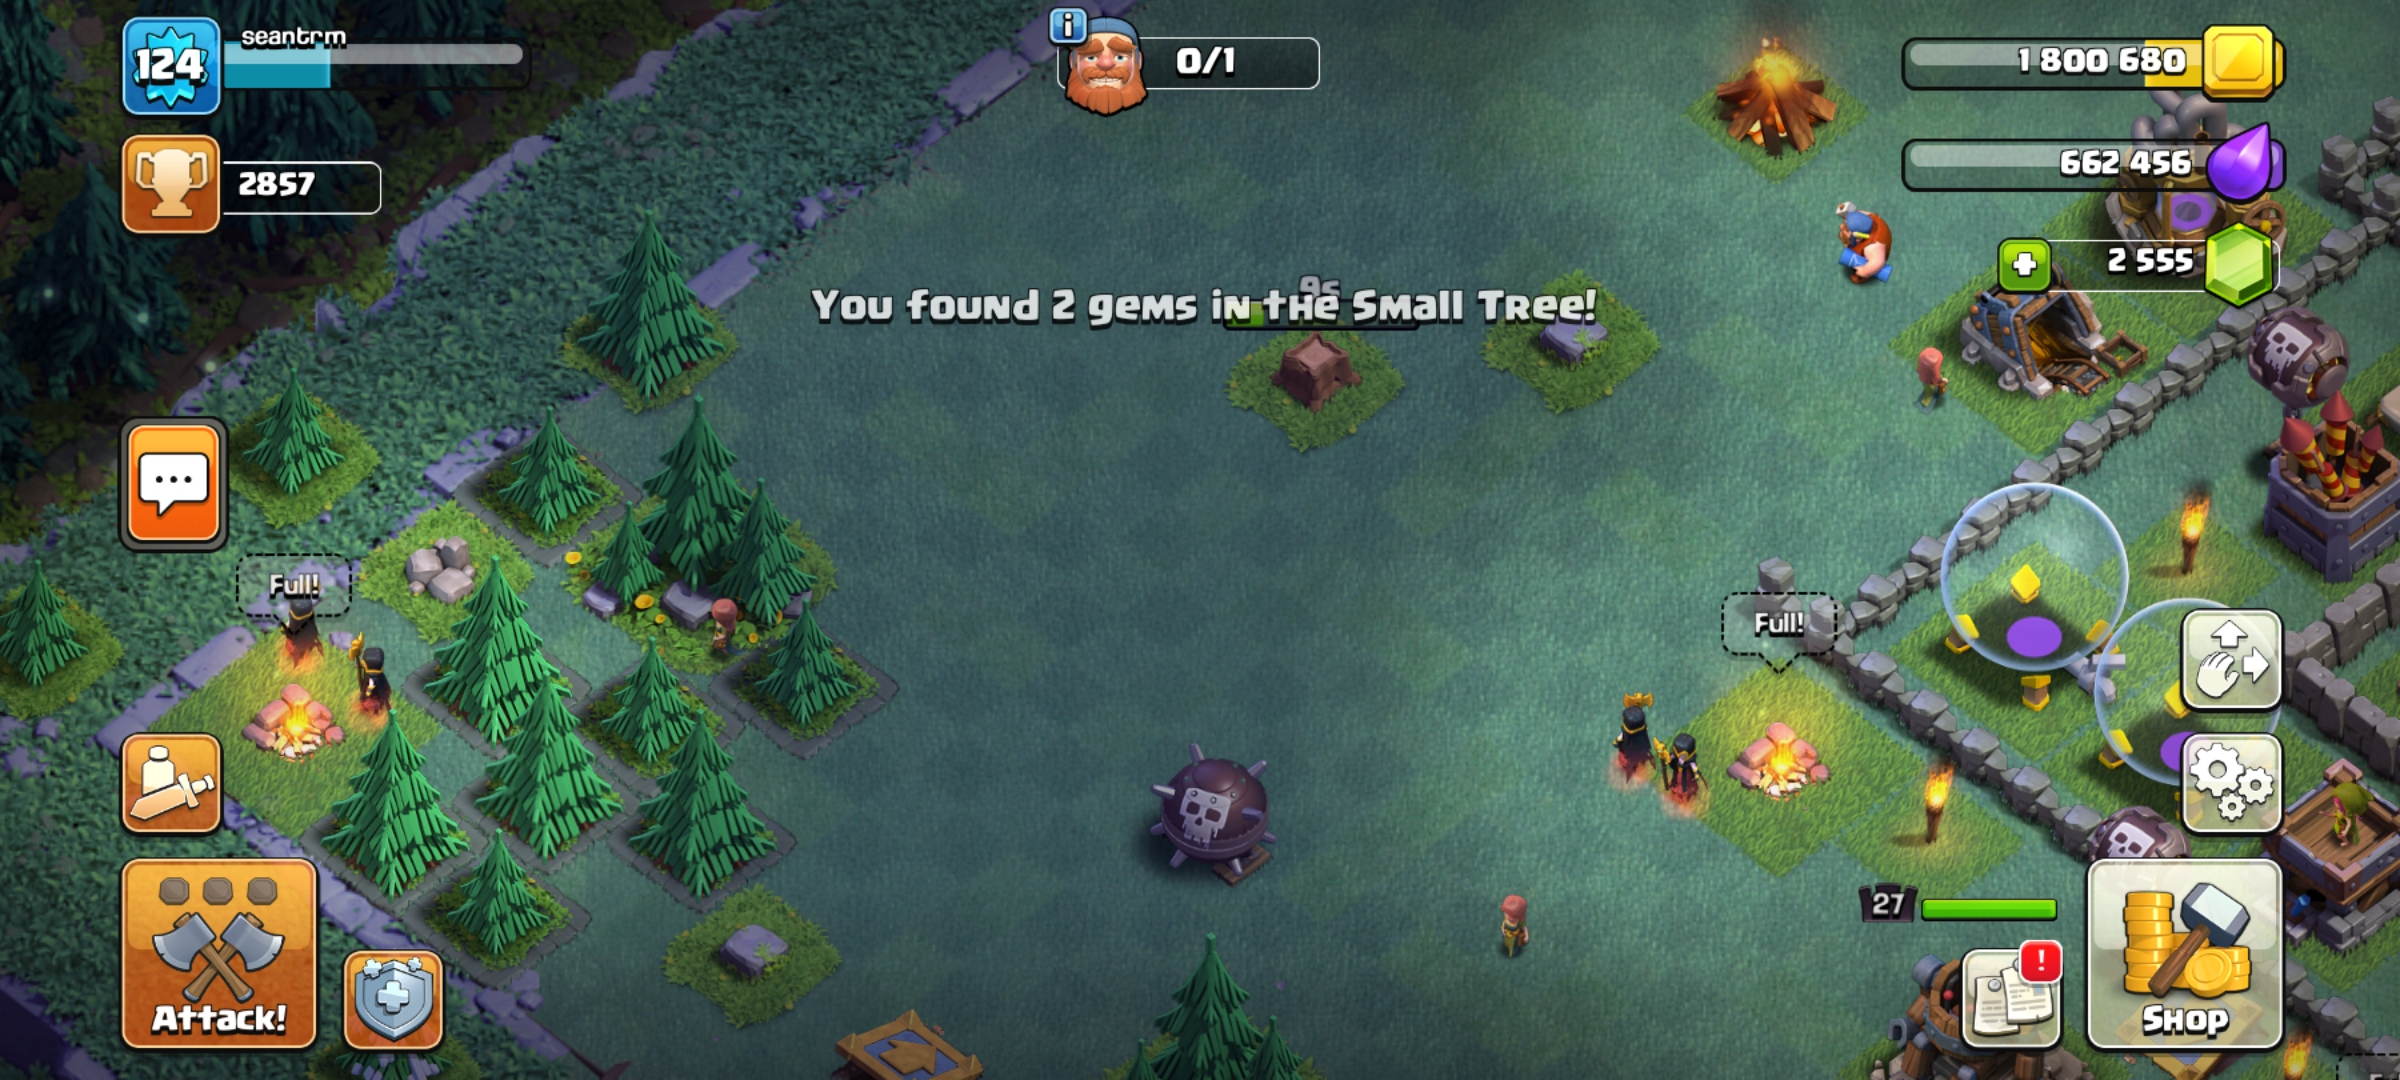 124
seantrm
0/1
1 800 680
2857
662 456
2 555
9s
You found 2 gems in the Small Tree!
Full!
Full!
27
!
Attack!
Shop